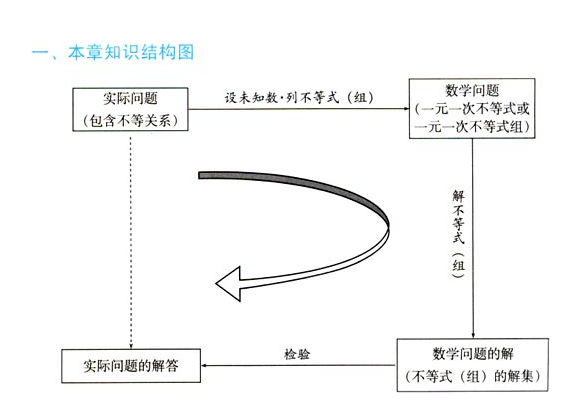 一、本章知识结构图
实际问题
(包含不等关系)
设未知数·列不等式（组）
数学问题
(一元一次不等式或
一元一次不等式组)
解不等式（组）
实际问题的解答
检验
数学问题的解
(不等式（组）的解集)